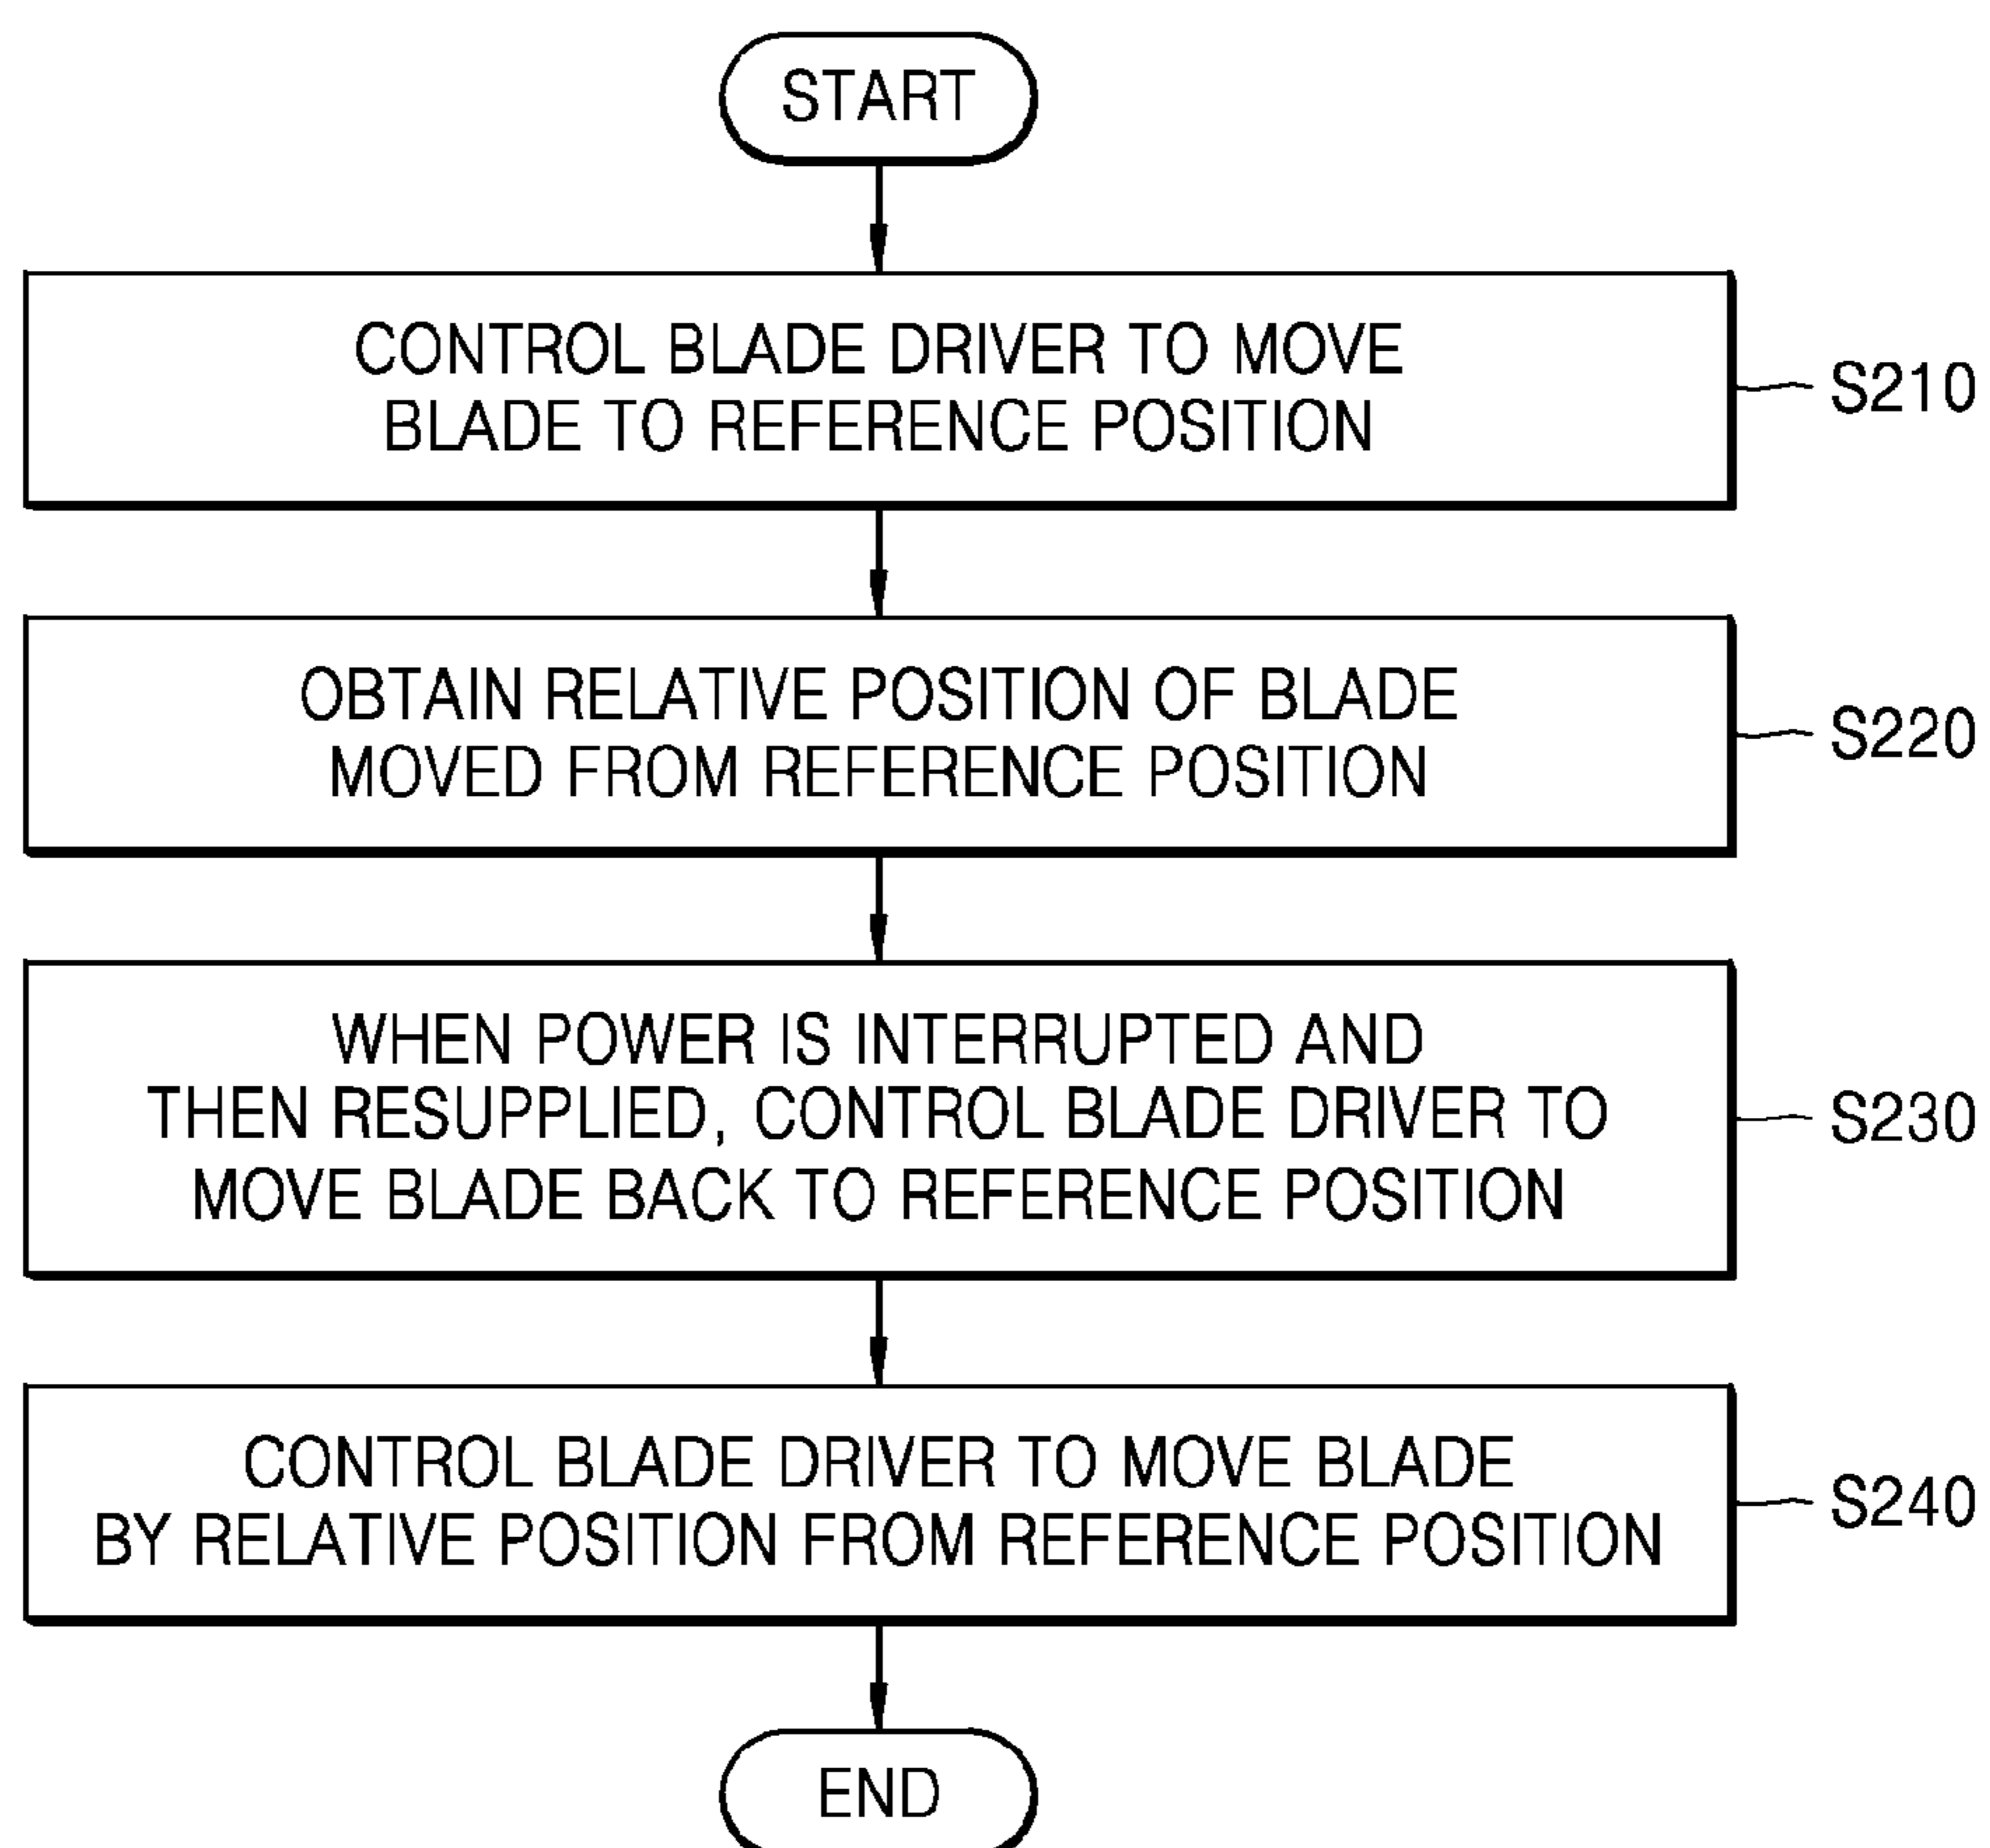 START
CONTROL BLADE DRIVER TO MOVE
BLADE TO REFERENCE POSITION
S210
OBTAIN RELATIVE POSITION OF BLADE
MOVED FROM REFERENCE POSITION
S220
WHEN POWER IS INTERRUPTED AND
THEN RESUPPLIED, CONTROL BLADE DRIVER TO
MOVE BLADE BACK TO REFERENCE POSITION
S230
CONTROL BLADE DRIVER TO MOVE BLADE
BY RELATIVE POSITION FROM REFERENCE POSITION
S240
END